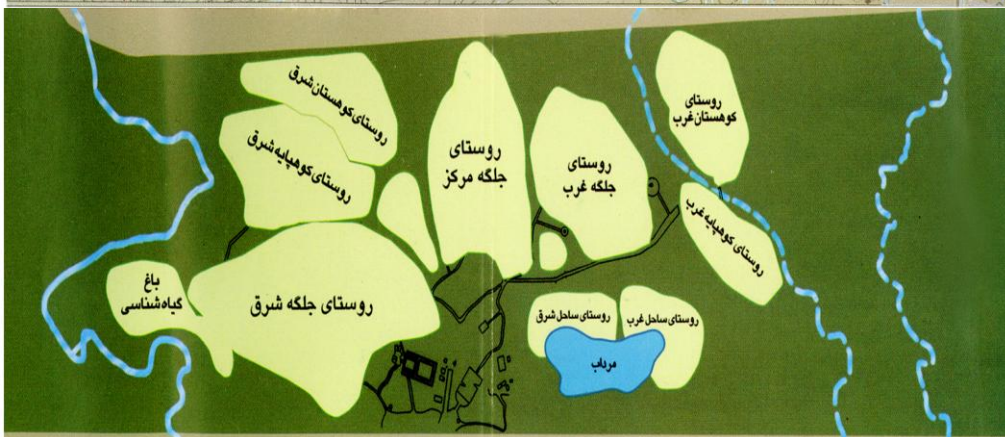 روستای
کوهستان غرب
روستای کوهستان شرق
روستای
جلگه مرکز
روستای
جلگه غرب
روستای کوهپایه شرق
روستای کوهپایه غرب
باغ
گیاه‌شناسی
روستای جلگه شرق
روستای ساحل غرب
روستای ساحل شرق
مرداب